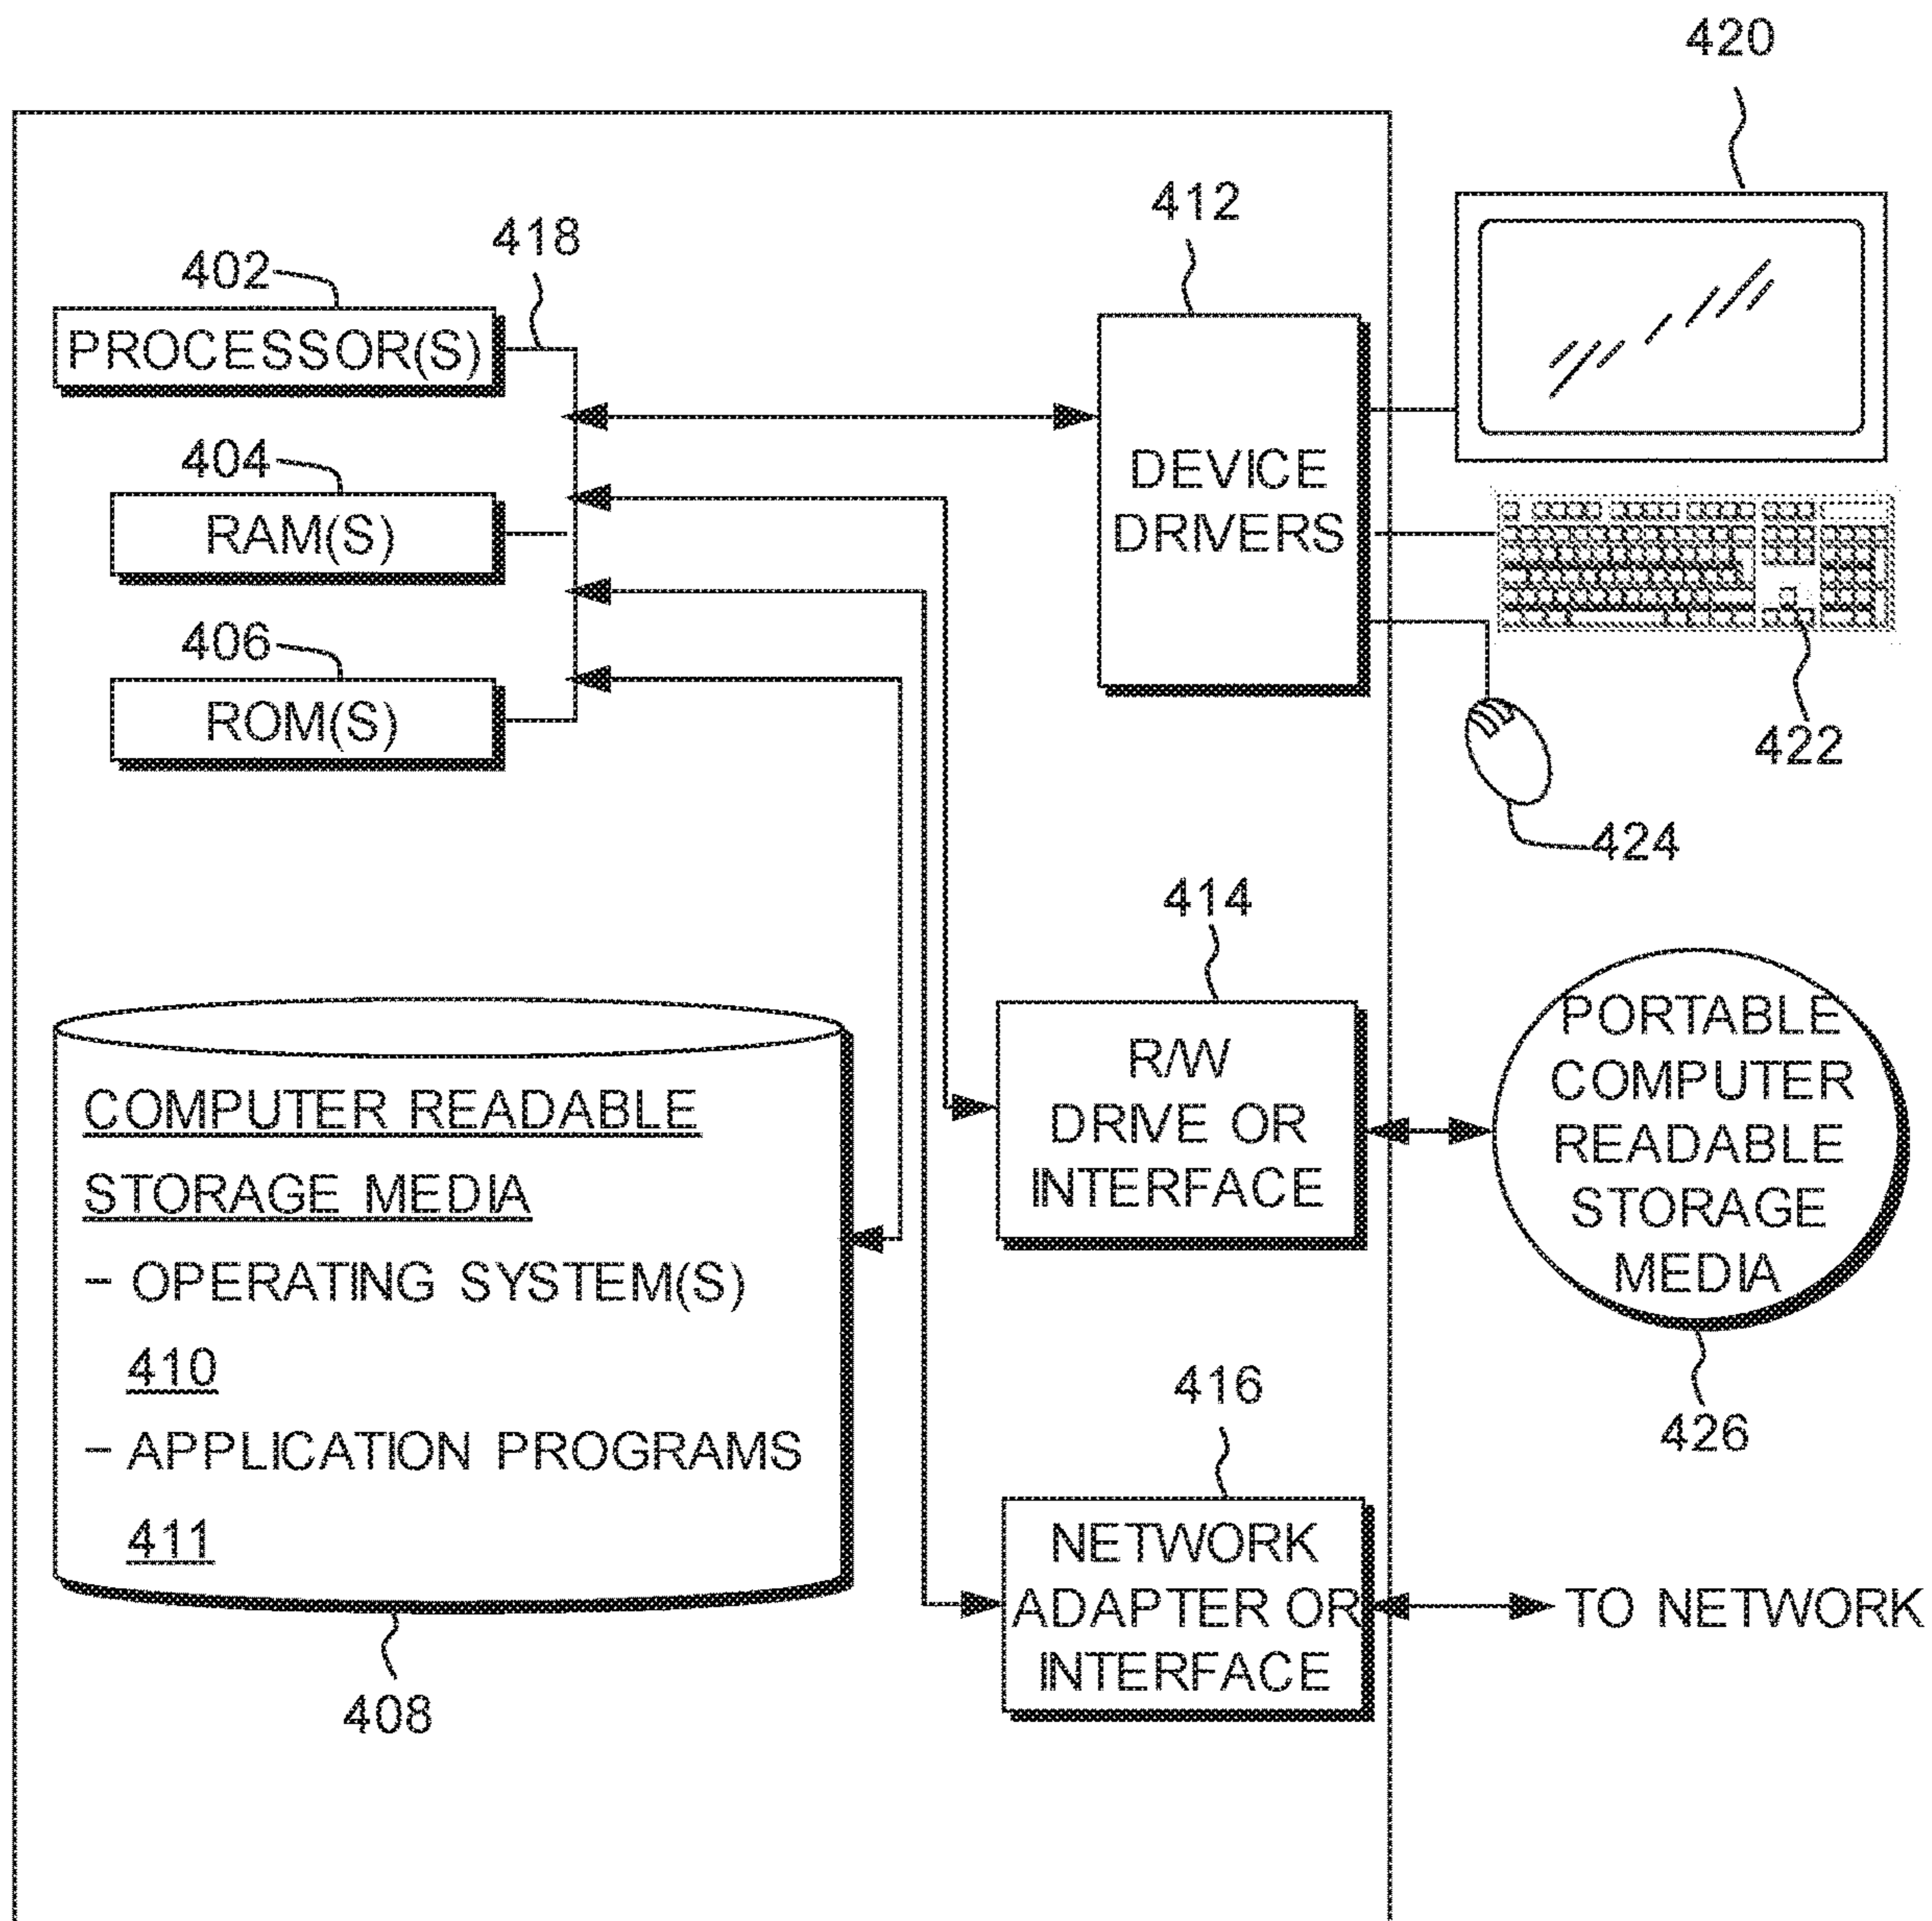 420
412
418
402
PROCESSOR(S)
404
RAM(S)
DEVICE
DRIVERS
406
ROM(S)
422
424
414
R/W
DRIVE OR
INTERFACE
PORTABLE
COMPUTER
READABLE
STORAGE
MEDIA
426
COMPUTER READABLE
STORAGE MEDIA
- OPERATING SYSTEM(S)
410
- APPLICATION PROGRAMS
411
408
416
NETWORK
ADAPTER OR
INTERFACE
TO NETWORK